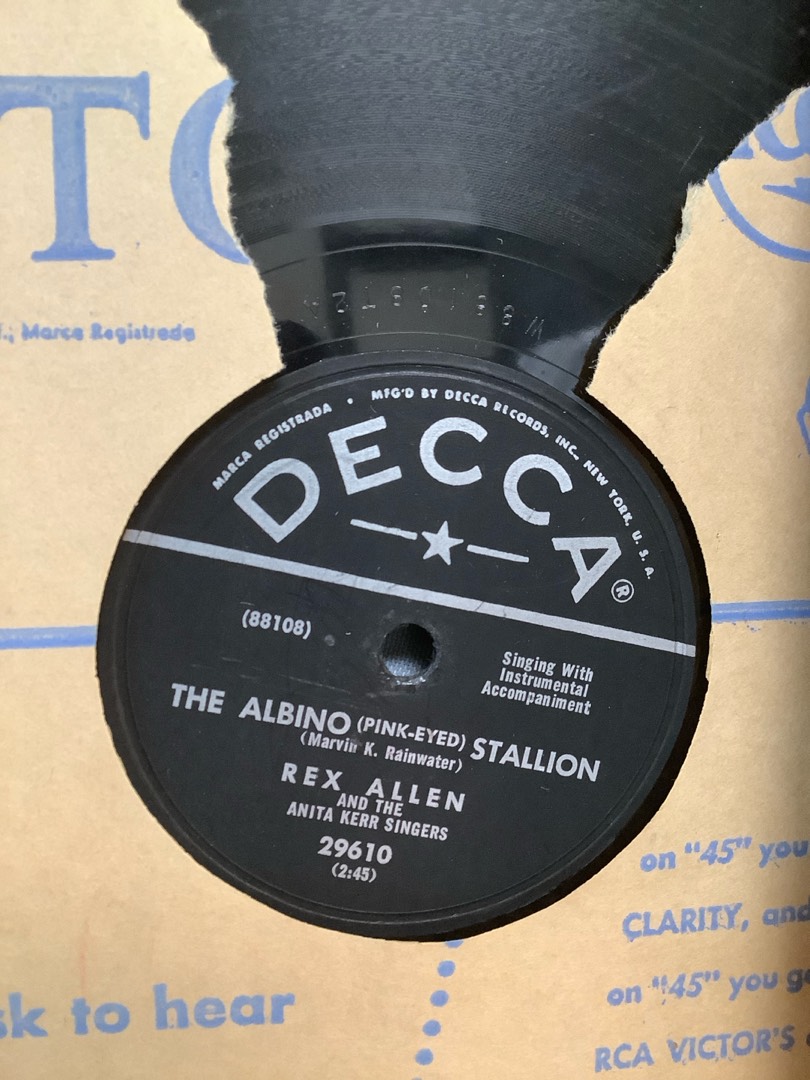 .; Marca Registrada
MARCA REGISTRADA • MFG'D BY DECCA RECORDS, INC., NEW YORK, U. S. A.
DECCA®
(88108)
Singing With
Instrumental
Accompaniment
THE ALBINO (PINK-EYED) STALLION
(Marvin K. Rainwater)
REX ALLEN
AND THE
ANITA KERR SINGERS
29610
(2:45)
on "45" you
CLARITY, and
on "45" you
RCA VICTOR'S
to hear